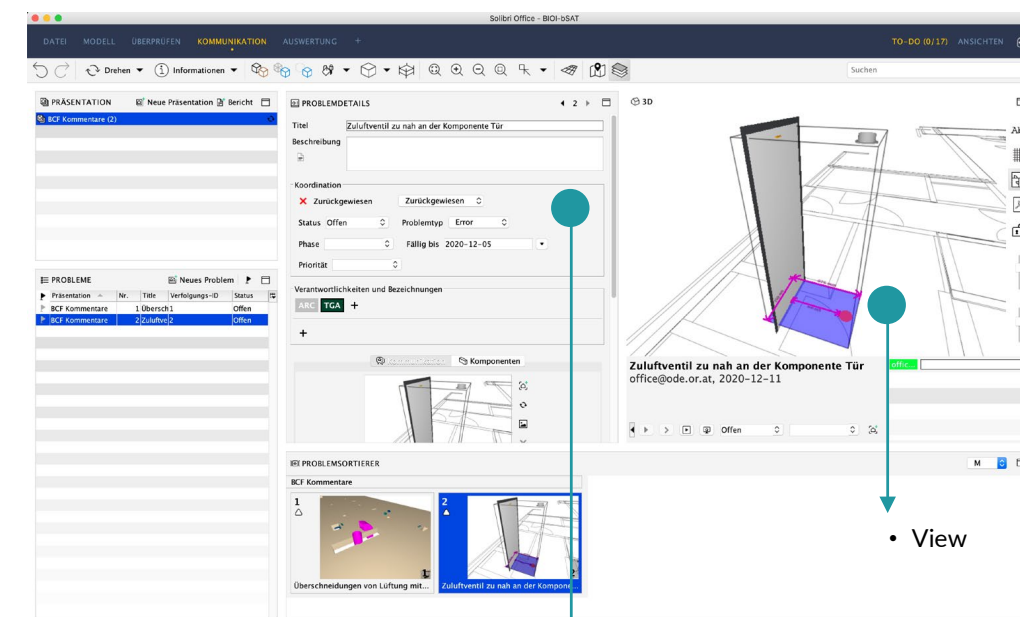 Solibri Office - BIOI-bSAT
DATEI MODELL ÜBERPRÜFEN KOMMUNIKATION AUSWERTUNG + TO-DO (0/17) ANSICHTEN
Drehen Informationen Suchen
PRÄSENTATION Neue Präsentation Bericht
BCF Kommentare (2)
PROBLEME Neues Problem
Präsentation Nr. Title Verfolgungs-ID Status
BCF Kommentare 1 Übersch 1 Offen
BCF Kommentare 2 Zuluftve 2 Offen
PROBLEMDETAILS 2
Titel Zuluftventil zu nah an der Komponente Tür
Beschreibung
Koordination
Zurückgewiesen Zurückgewiesen
Status Offen Problemtyp Error
Phase Fällig bis 2020-12-05
Priorität
Verantwortlichkeiten und Bezeichnungen
ARC TGA +
+
Komponenten
3D
Zuluftventil zu nah an der Komponente Tür
office@ode.or.at, 2020-12-11
offic...
Offen
PROBLEMSORTIERER M
BCF Kommentare
1
2
Überschneidungen von Lüftung mit...
Zuluftventil zu nah an der Kompone...
• View